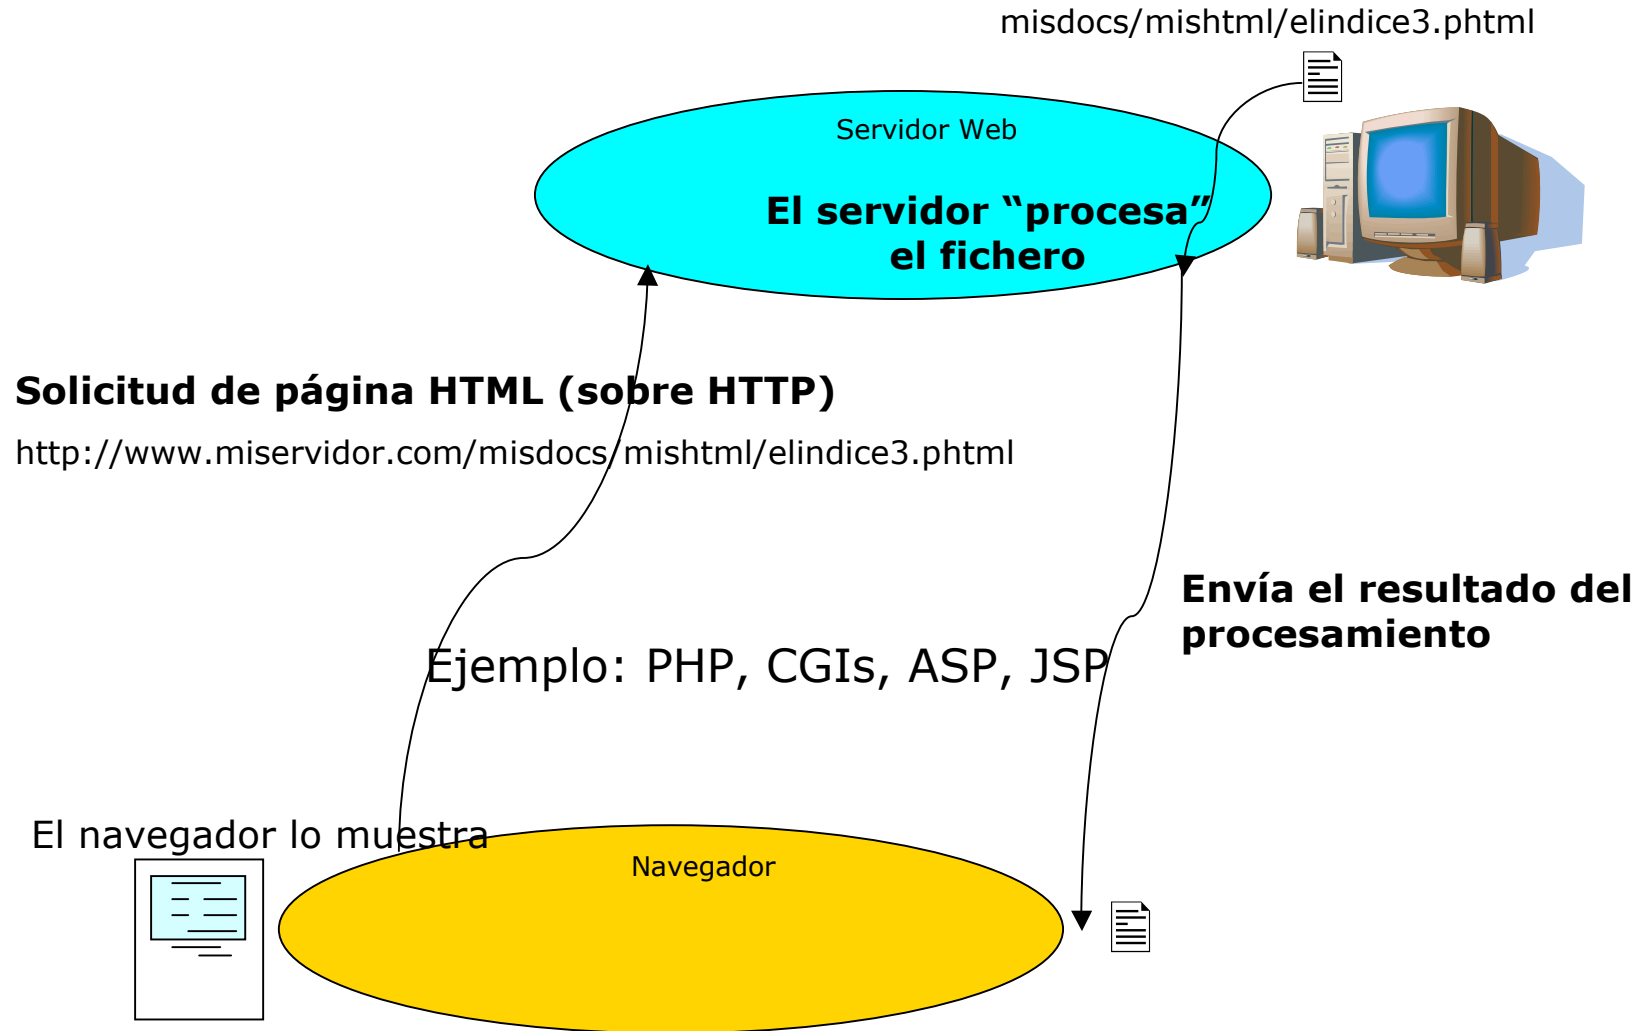 misdocs/mishtml/elindice3.phtml
Servidor Web
El servidor “procesa”
el fichero
Solicitud de página HTML (sobre HTTP)
http://www.miservidor.com/misdocs/mishtml/elindice3.phtml
Envía el resultado del
procesamiento
Ejemplo: PHP, CGIs, ASP, JSP
El navegador lo muestra
Navegador